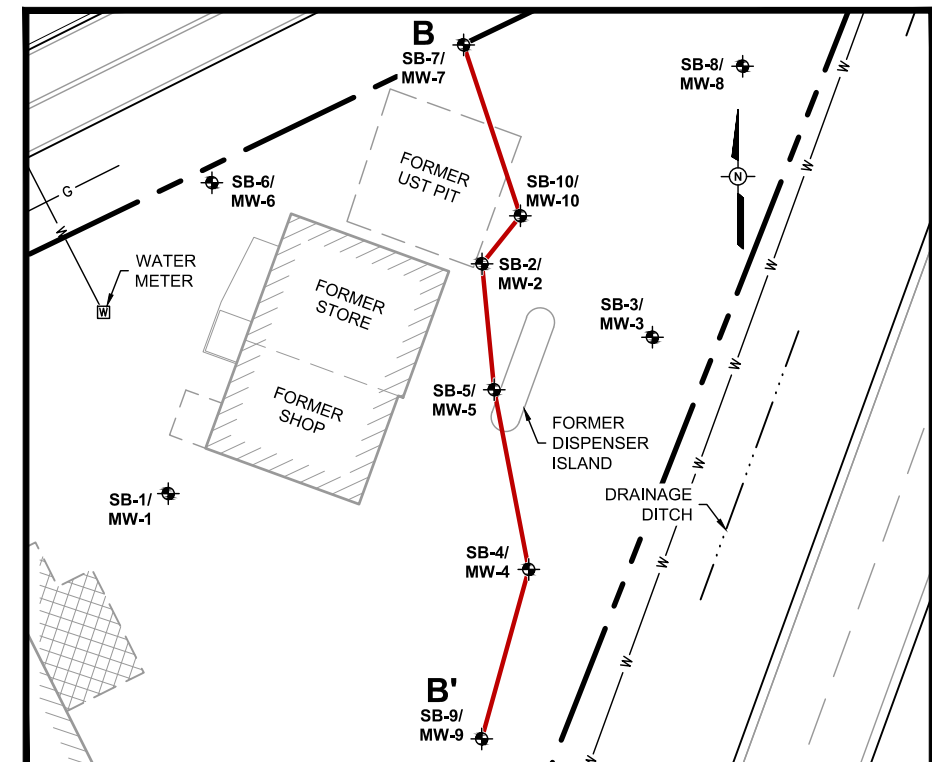 B
SB-7/
MW-7
SB-8/
MW-8
W
W
N
FORMER
UST PIT
G
SB-6/
MW-6
SB-10/
MW-10
W
WATER
METER
W
SB-2/
MW-2
W
FORMER
STORE
SB-3/
MW-3
W
SB-5/
MW-5
FORMER
SHOP
FORMER
DISPENSER
ISLAND
W
DRAINAGE
DITCH
SB-1/
MW-1
W
SB-4/
MW-4
W
W
B'
SB-9/
MW-9
W